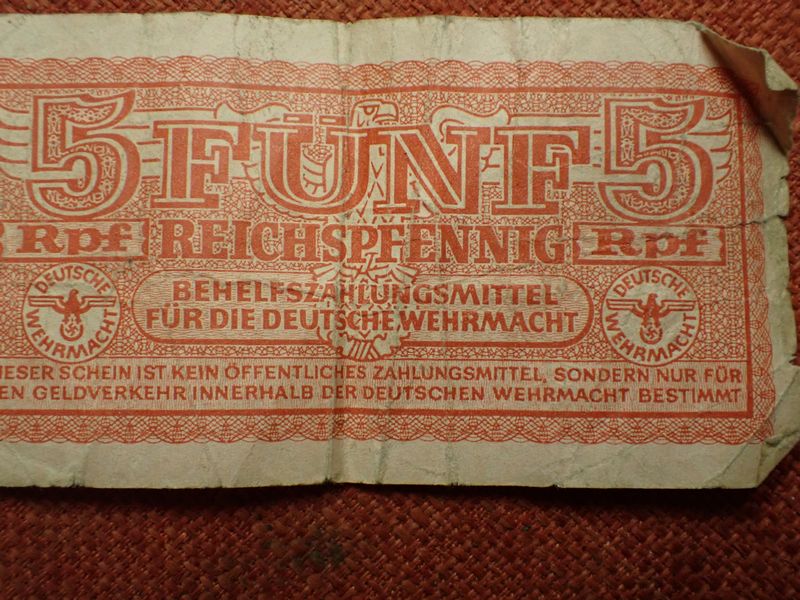 5 FÜNF 5
Rpf REICHSPFENNIG Rpf
DEUTSCHE WEHRMACHT
BEHELFSZAHLUNGSMITTEL
FÜR DIE DEUTSCHE WEHRMACHT
DEUTSCHE WEHRMACHT
IESER SCHEIN IST KEIN ÖFFENTLICHES ZAHLUNGSMITTEL, SONDERN NUR FÜR
EN GELDVERKEHR INNERHALB DER DEUTSCHEN WEHRMACHT BESTIMMT